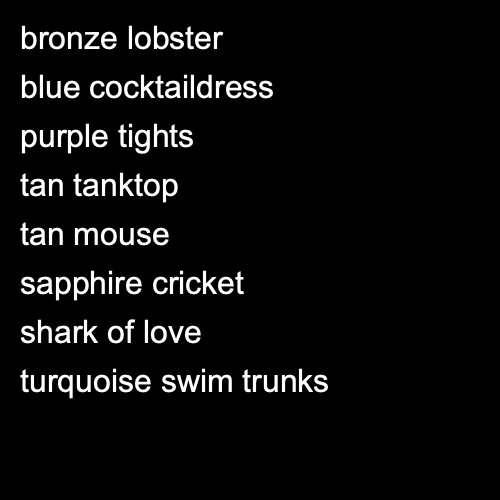 bronze lobster
blue cocktaildress
purple tights
tan tanktop
tan mouse
sapphire cricket
shark of love
turquoise swim trunks